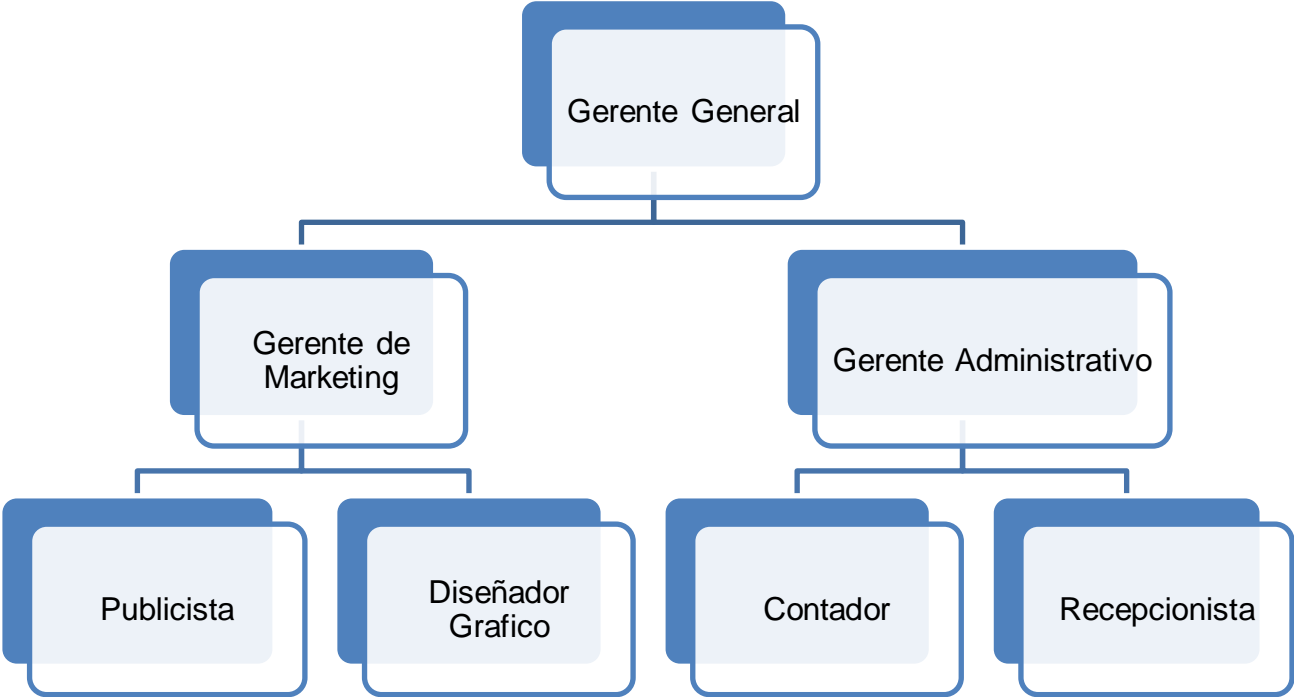 Gerente General
Gerente de
Marketing
Gerente Administrativo
Publicista
Diseñador
Grafico
Contador
Recepcionista